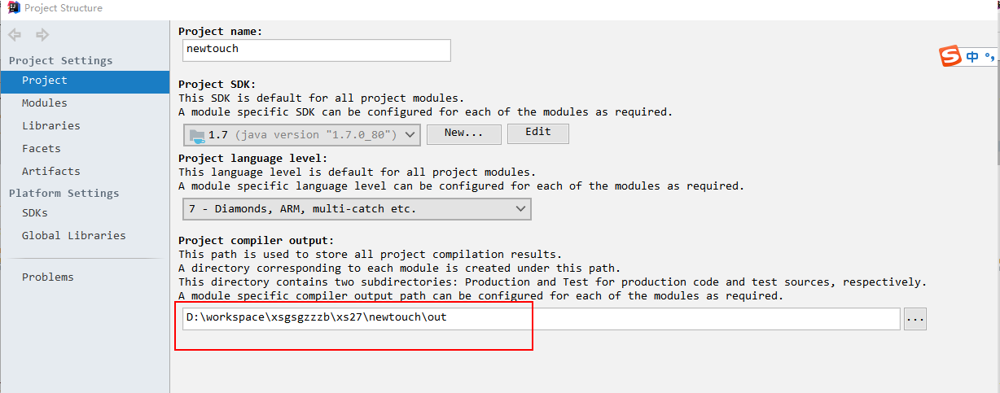 Project Structure
Project Settings
Project
Modules
Libraries
Facets
Artifacts
Platform Settings
SDKs
Global Libraries
Problems
Project name:
newtouch
Project SDK:
This SDK is default for all project modules.
A module specific SDK can be configured for each of the modules as required.
1.7 (java version "1.7.0_80") New... Edit
Project language level:
This language level is default for all project modules.
A module specific language level can be configured for each of the modules as required.
7 - Diamonds, ARM, multi-catch etc.
Project compiler output:
This path is used to store all project compilation results.
A directory corresponding to each module is created under this path.
This directory contains two subdirectories: Production and Test for production code and test sources, respectively.
A module specific compiler output path can be configured for each of the modules as required.
D:\workspace\xsgsgzzzb\xs27\newtouch\out ...
S 中 °,